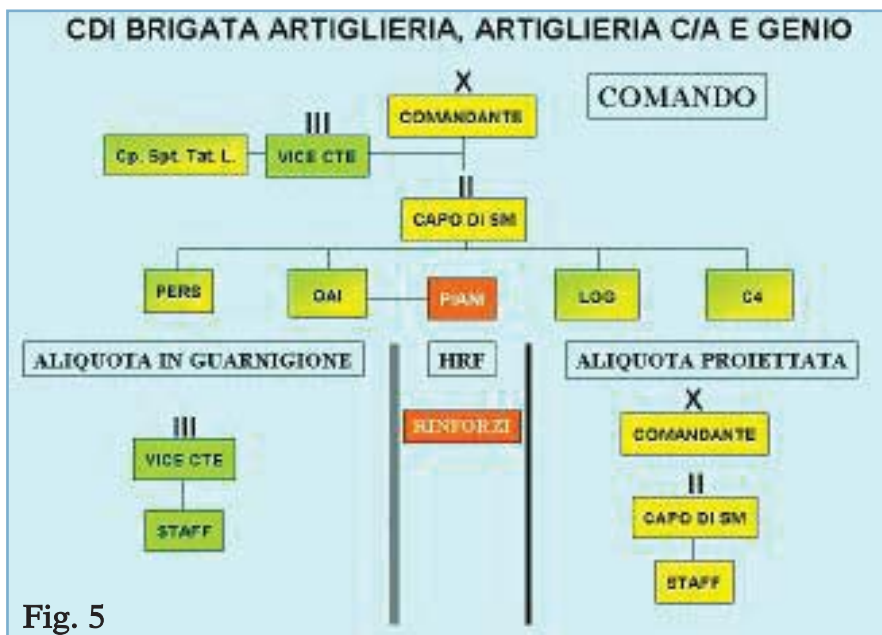 CDI BRIGATA ARTIGLIERIA, ARTIGLIERIA C/A E GENIO
X
COMANDANTE
COMANDO
III
Cp. Spt. Tat. L.
VICE CTE
II
CAPO DI SM
PERS
OAI
PIANI
LOG
C4
ALIQUOTA IN GUARNIGIONE
HRF
ALIQUOTA PROIETTATA
RINFORZI
X
COMANDANTE
III
VICE CTE
II
CAPO DI SM
STAFF
STAFF
Fig. 5